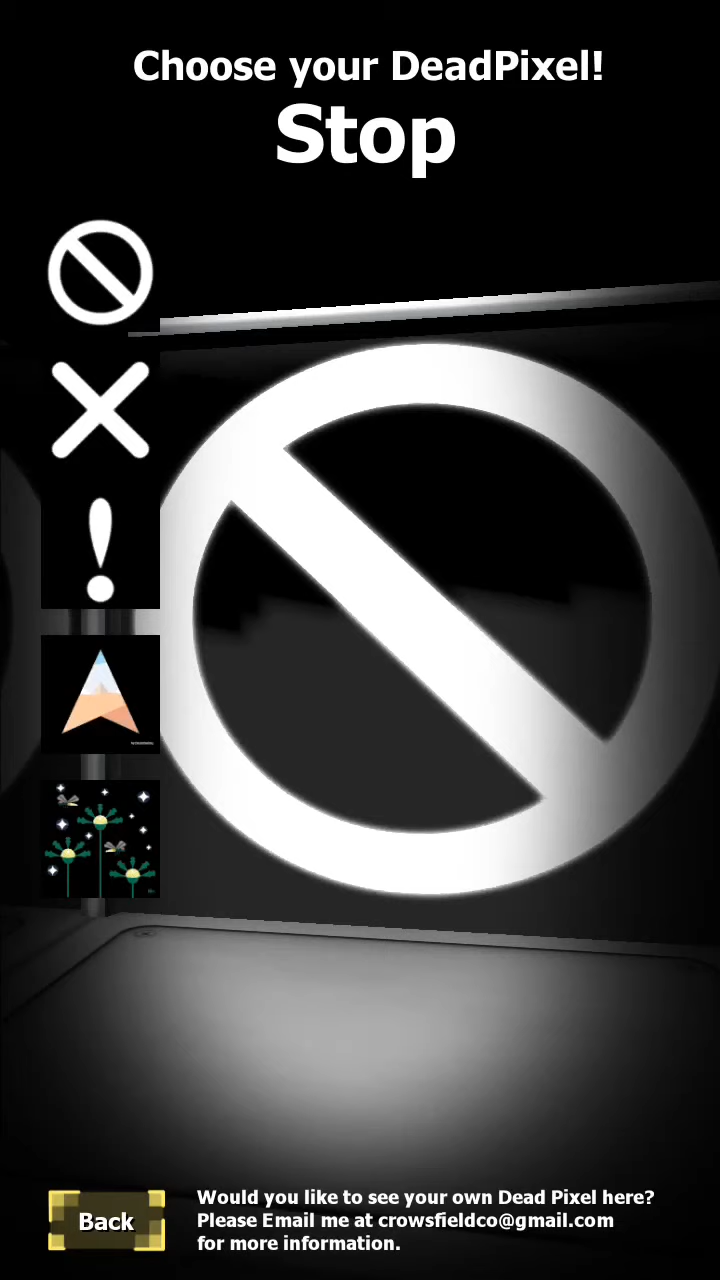 Choose your DeadPixel!
Stop
Back
Would you like to see your own Dead Pixel here?
Please Email me at crowsfieldco@gmail.com
for more information.